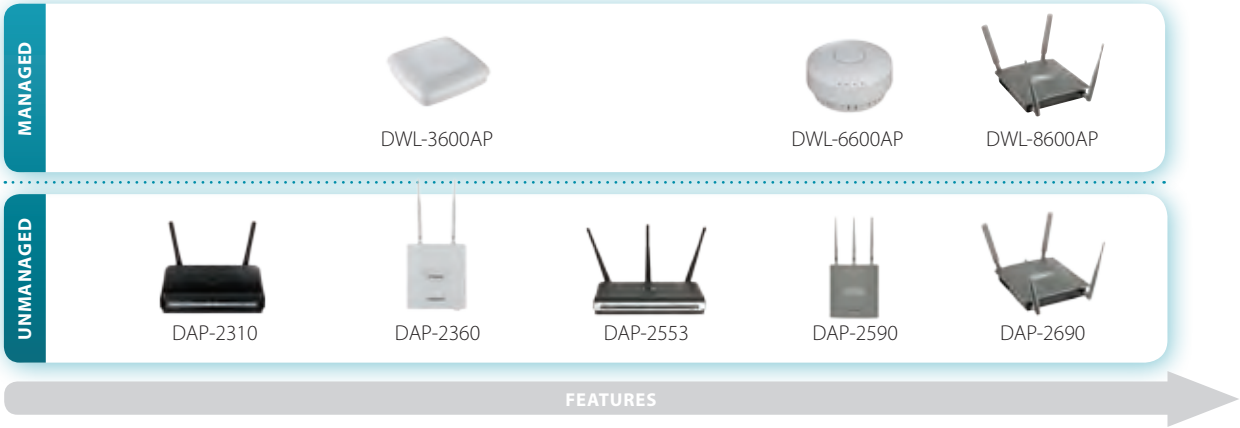 MANAGED
DWL-3600AP
DWL-6600AP
DWL-8600AP
UNMANAGED
DAP-2310
DAP-2360
DAP-2553
DAP-2590
DAP-2690
FEATURES